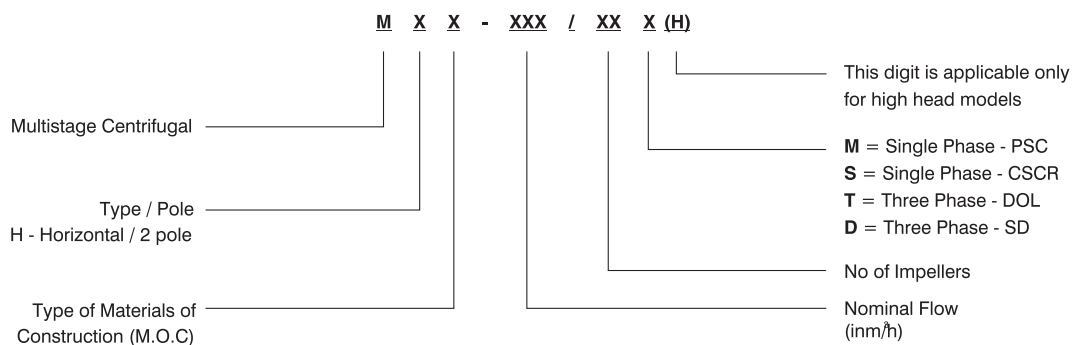 M X X - XXX / XX X (H)
This digit is applicable only
for high head models
Multistage Centrifugal
M = Single Phase - PSC
S = Single Phase - CSCR
T = Three Phase - DOL
D = Three Phase - SD
Type / Pole
H - Horizontal / 2 pole
No of Impellers
Type of Materials of
Construction (M.O.C)
Nominal Flow
(inm³/h)